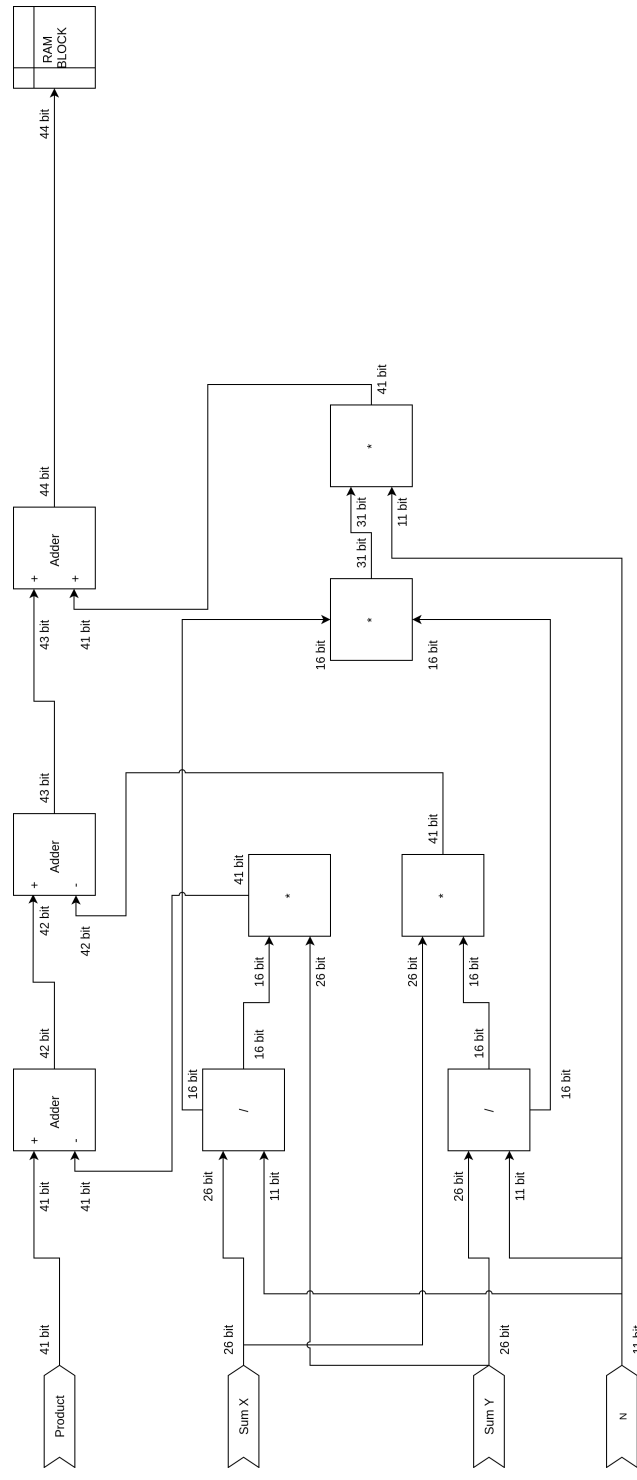 Product
41 bit
41 bit
41 bit
+
-
Adder
42 bit
42 bit
42 bit
+
-
Adder
43 bit
43 bit
41 bit
+
+
Adder
44 bit
44 bit
RAM
BLOCK
Sum X
26 bit
26 bit
11 bit
/
16 bit
16 bit
16 bit
26 bit
*
41 bit
16 bit
16 bit
*
31 bit
31 bit
11 bit
*
41 bit
Sum Y
26 bit
26 bit
11 bit
/
16 bit
16 bit
16 bit
26 bit
*
41 bit
N
11 bit